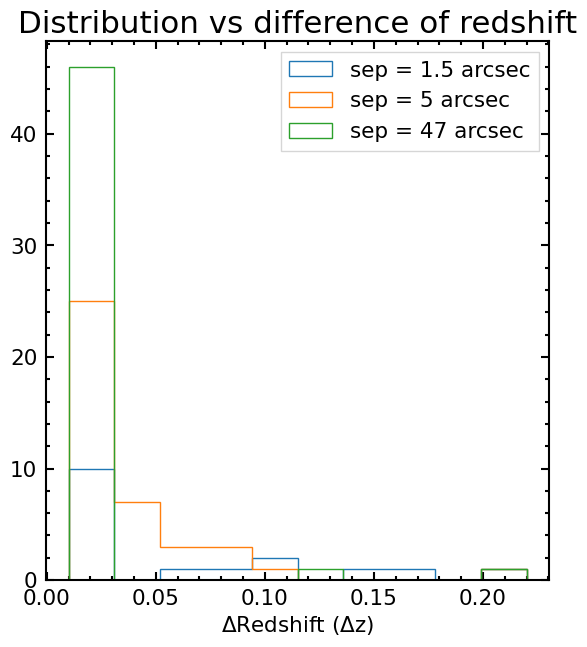 Distribution vs difference of redshift
sep = 1.5 arcsec
sep = 5 arcsec
sep = 47 arcsec
40
30
20
10
0
0.00 0.05 0.10 0.15 0.20
ΔRedshift (Δz)